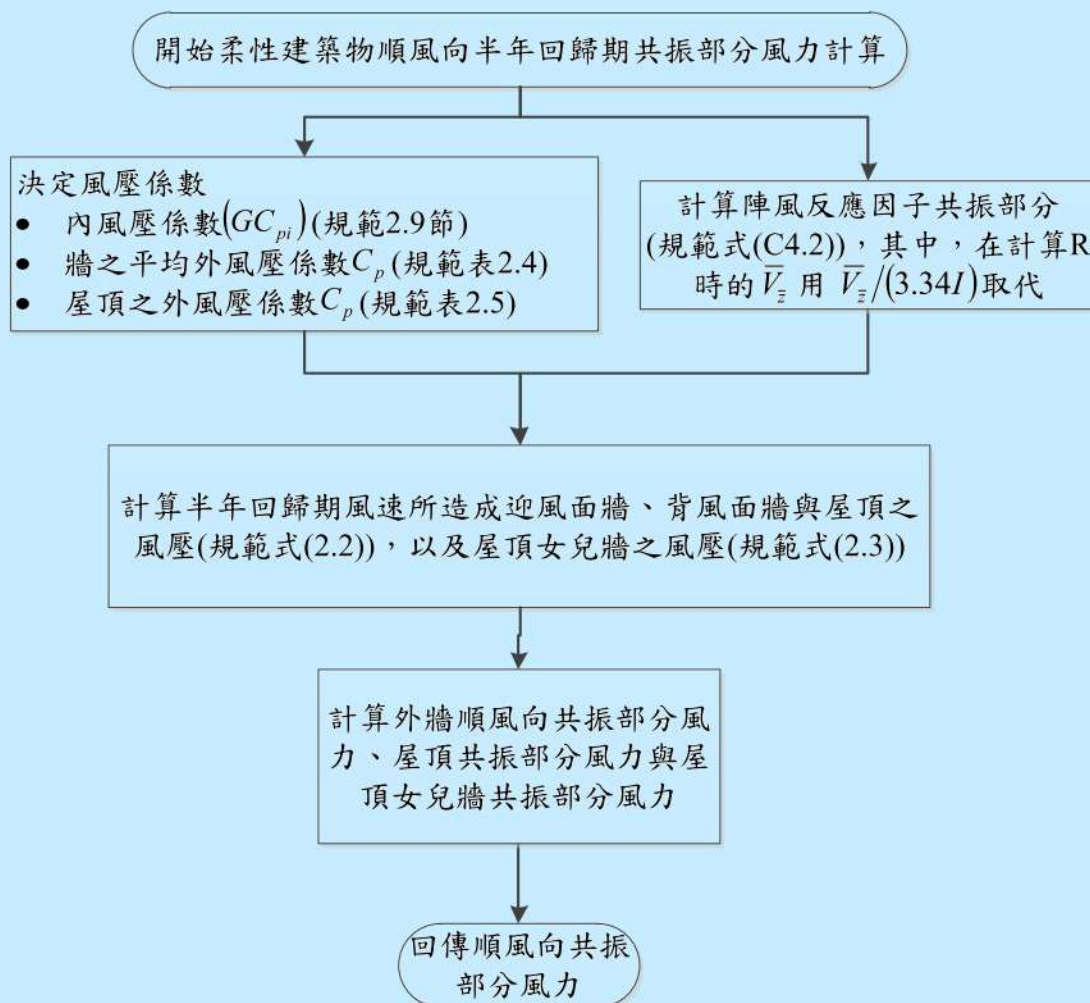 開始柔性建築物順風向半年回歸期共振部分風力計算
決定風壓係數
● 內風壓係數(GC_{pi})(規範2.9節)
● 牆之平均外風壓係數C_p(規範表2.4)
● 屋頂之外風壓係數C_p(規範表2.5)
計算陣風反應因子共振部分
(規範式(C4.2))，其中，在計算R
時的 \overline{V}_{\overline{z}} 用 \overline{V}_{\overline{z}}/(3.34I)取代
計算半年回歸期風速所造成迎風面牆、背風面牆與屋頂之
風壓(規範式(2.2))，以及屋頂女兒牆之風壓(規範式(2.3))
計算外牆順風向共振部分風
力、屋頂共振部分風力與屋
頂女兒牆共振部分風力
回傳順風向共振
部分風力